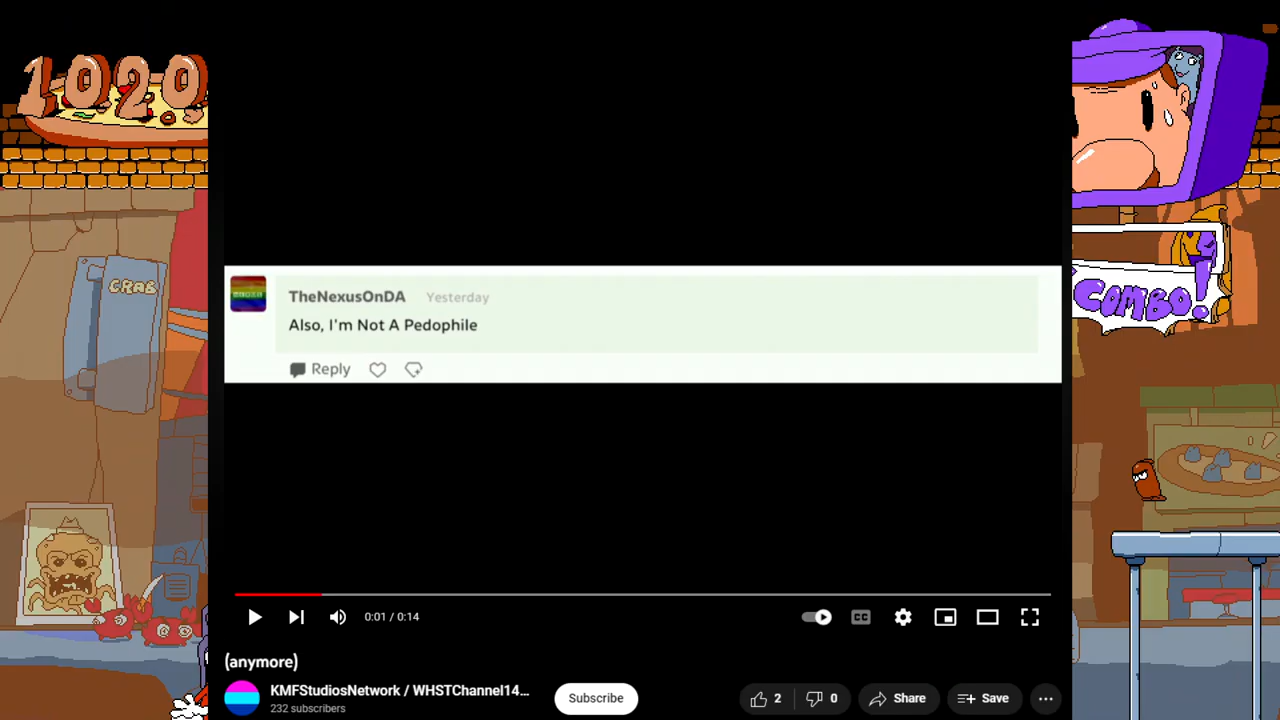 1020
CRAB
COMBO!
TheNexusOnDA Yesterday
Also, I'm Not A Pedophile
Reply
0:01 / 0:14
CC
(anymore)
KMFStudiosNetwork / WHSTChannel14...
232 subscribers
Subscribe
2
0
Share
Save